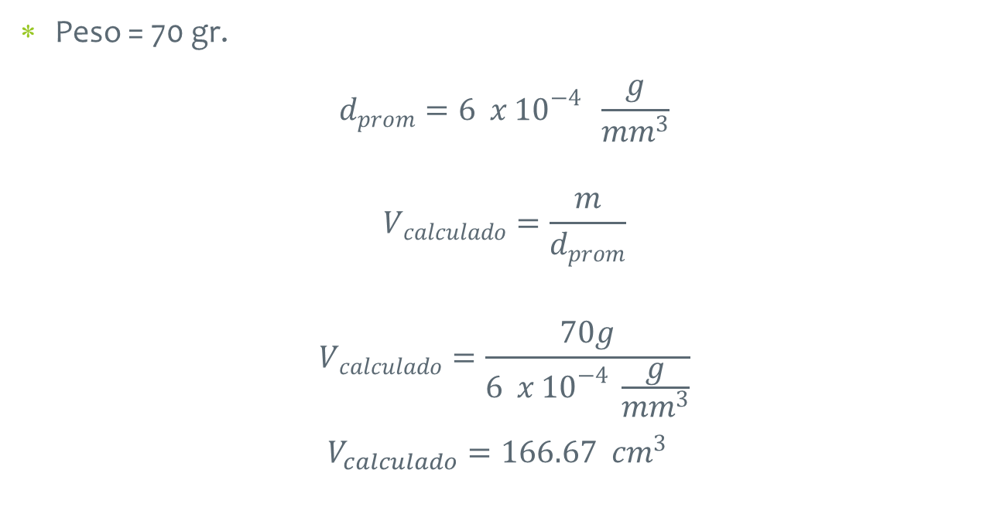 * Peso = 70 gr.
d_prom = 6 x 10^−4 g/mm^3
V_calculado = m/d_prom
V_calculado = 70g/(6 x 10^−4 g/mm^3)
V_calculado = 166.67 cm^3